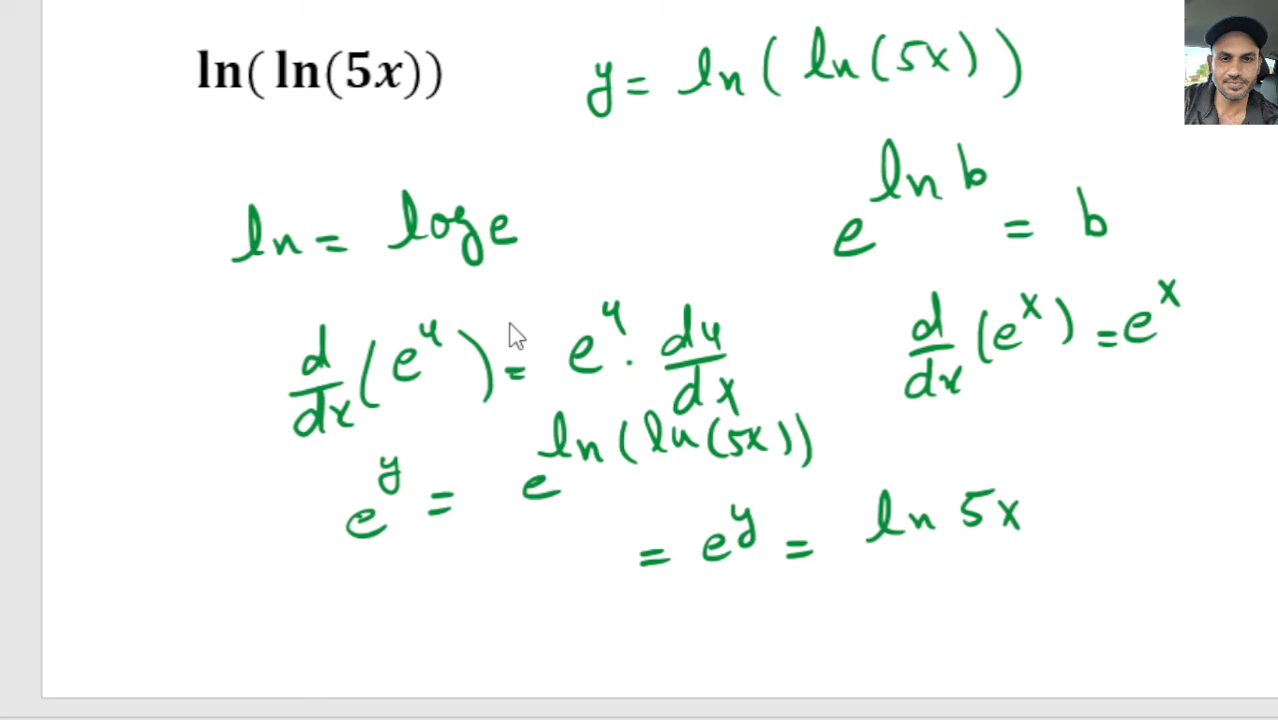 ln( ln(5x))
y = ln( ln(5x))
ln = loge
e^ln b = b
d/dx (e^y) = e^y . dy/dx
d/dx (e^x) = e^x
e^y = e^ln(ln(5x))
= e^y = ln 5x